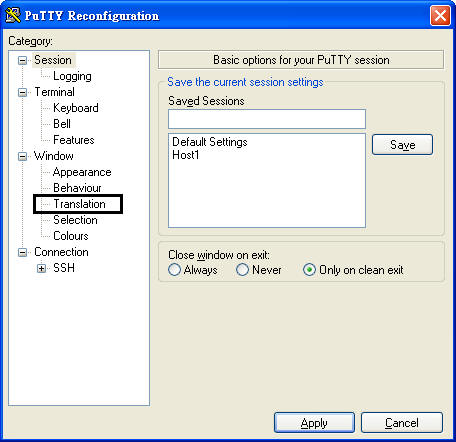 PuTTY Reconfiguration
Category:
Session
Logging
Terminal
Keyboard
Bell
Features
Window
Appearance
Behaviour
Translation
Selection
Colours
Connection
SSH
Basic options for your PuTTY session
Save the current session settings
Saved Sessions
Default Settings
Host1
Save
Close window on exit:
Always Never Only on clean exit
Apply Cancel